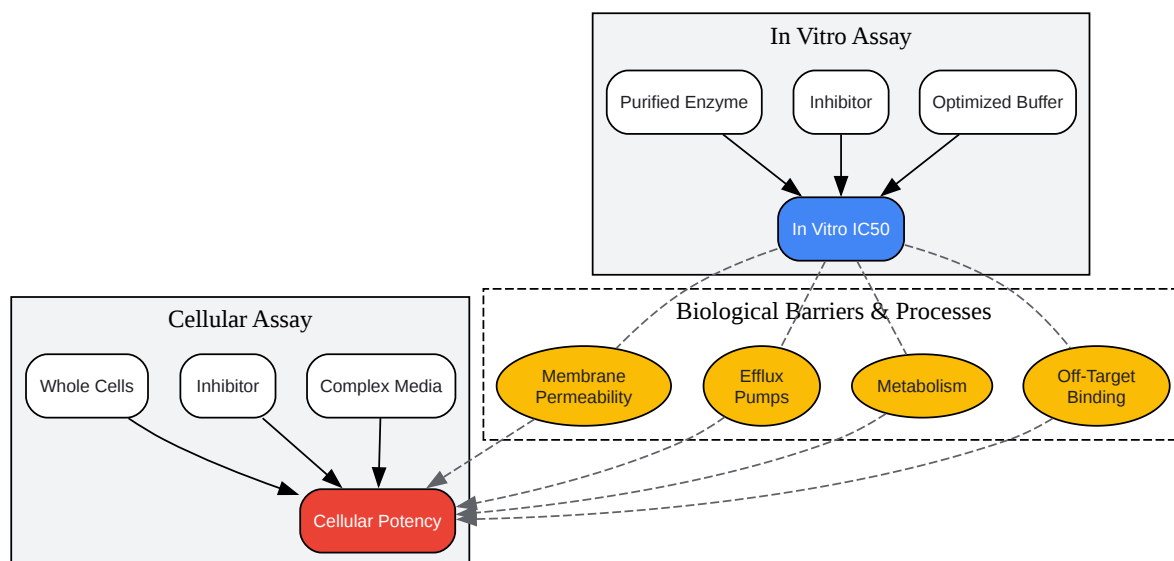 In Vitro Assay
Purified Enzyme
Inhibitor
Optimized Buffer
In Vitro IC50
Biological Barriers & Processes
Membrane
Permeability
Efflux
Pumps
Metabolism
Off-Target
Binding
Cellular Assay
Whole Cells
Inhibitor
Complex Media
Cellular Potency